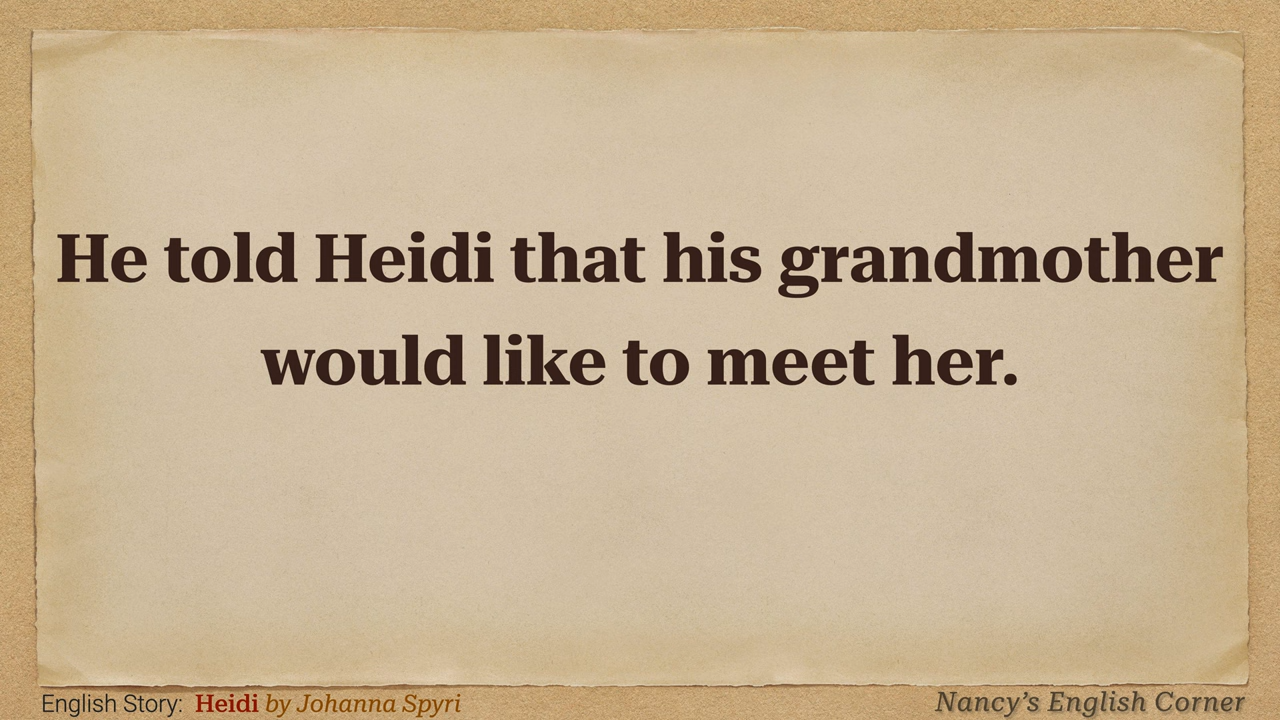 He told Heidi that his grandmother
would like to meet her.
English Story: Heidi by Johanna Spyri
Nancy’s English Corner